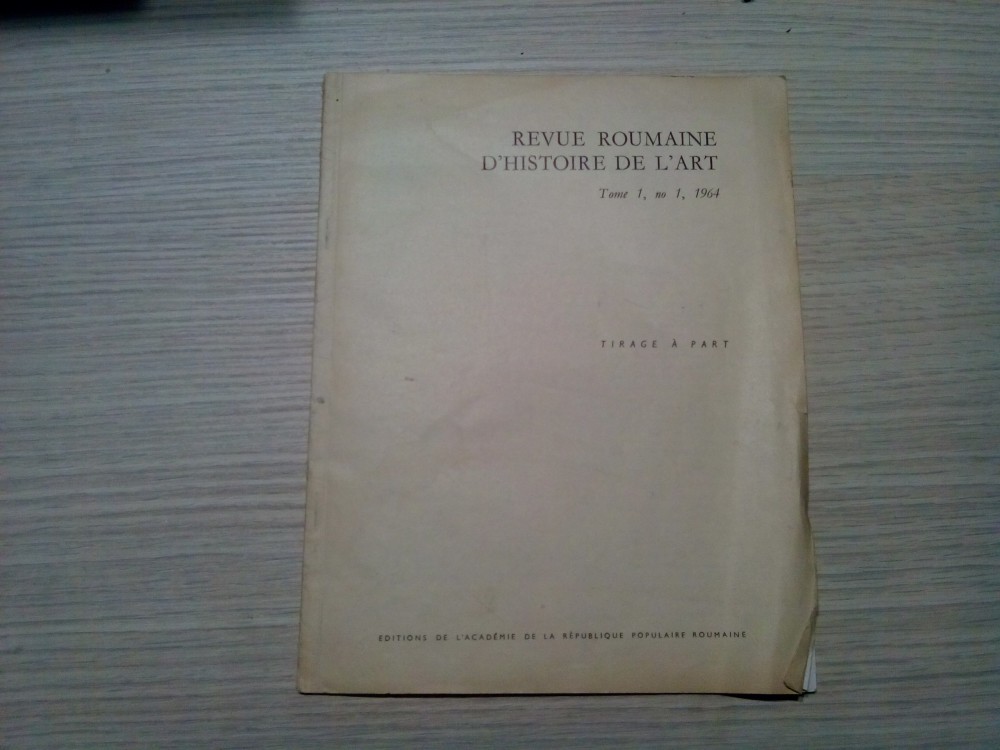 REVUE ROUMAINE
D'HISTOIRE DE L'ART
Tome 1, no 1, 1964
TIRAGE À PART
EDITIONS DE L'ACADÉMIE DE LA RÉPUBLIQUE POPULAIRE ROUMAINE